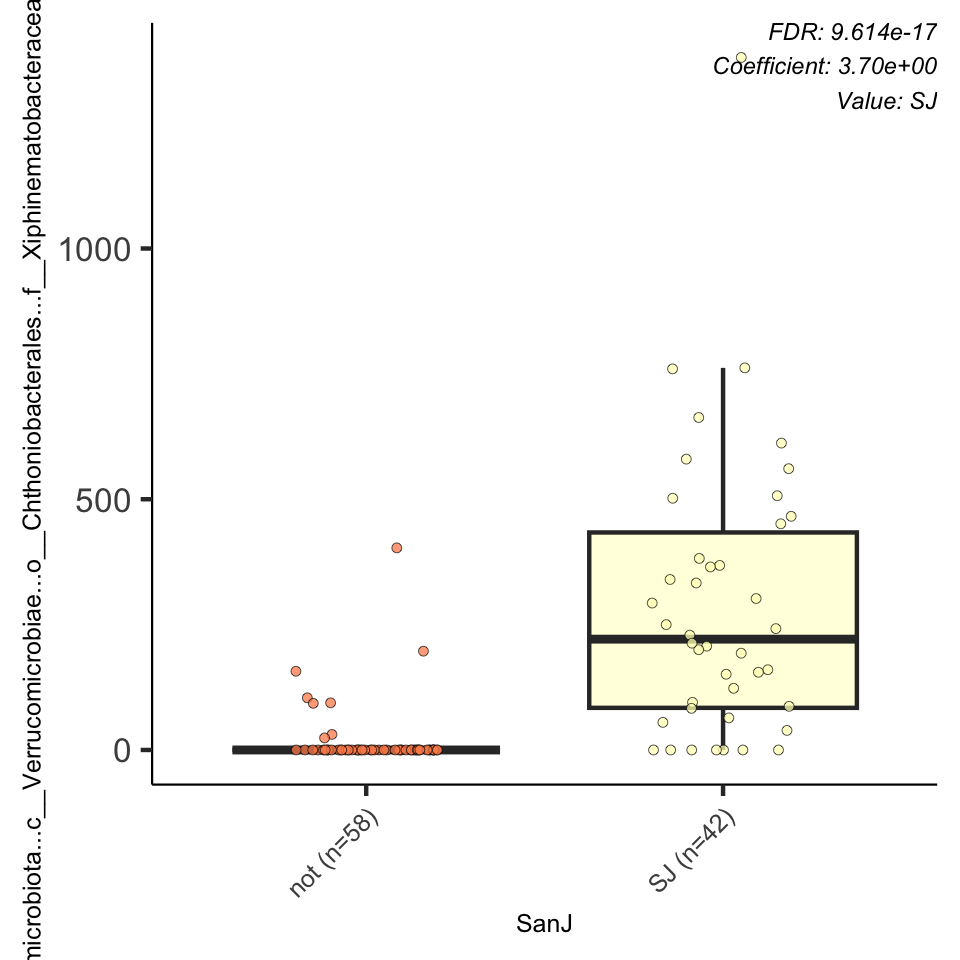 FDR: 9.614e-17
Coefficient: 3.70e+00
Value: SJ
microbiota...c__Verrucomicrobiae...o__Chthoniobacterales...f__Xiphinematobacteracea
1000
500
0
not (n=58)
SJ (n=42)
SanJ